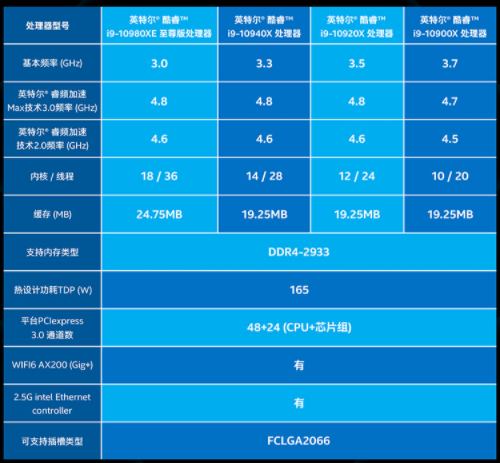 处理器型号
英特尔® 酷睿™
i9-10980XE 至尊版处理器
英特尔® 酷睿™
i9-10940X 处理器
英特尔® 酷睿™
i9-10920X 处理器
英特尔® 酷睿™
i9-10900X 处理器
基本频率 (GHz)
3.0
3.3
3.5
3.7
英特尔® 睿频加速
Max技术3.0频率 (GHz)
4.8
4.8
4.8
4.7
英特尔® 睿频加速
技术2.0频率 (GHz)
4.6
4.6
4.6
4.5
内核 / 线程
18 / 36
14 / 28
12 / 24
10 / 20
缓存 (MB)
24.75MB
19.25MB
19.25MB
19.25MB
支持内存类型
DDR4-2933
热设计功耗TDP (W)
165
平台PCIexpress
3.0 通道数
48+24 (CPU+芯片组)
WIFI6 AX200 (Gig+)
有
2.5G intel Ethernet
controller
有
可支持插槽类型
FCLGA2066